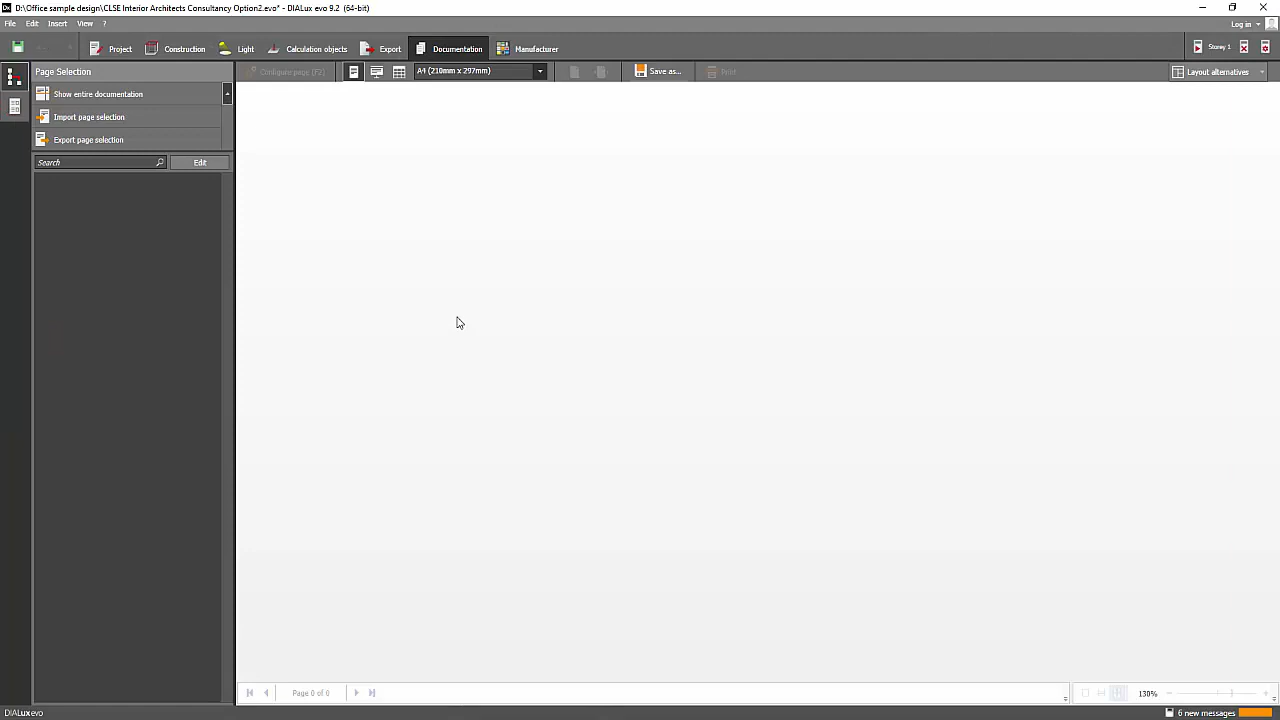 D:\Office sample design\CLSE Interior Architects Consultancy Option2.evo* - DIALux evo 9.2 (64-bit)
File Edit Insert View ?
Log in
Project Construction Light Calculation objects Export Documentation Manufacturer
Storey 1
Page Selection
Configure page (F2)
A4 (210mm x 297mm)
Save as...
Print
Layout alternatives
Show entire documentation
Import page selection
Export page selection
Search
Edit
Page 0 of 0
130%
DIALux evo
6 new messages